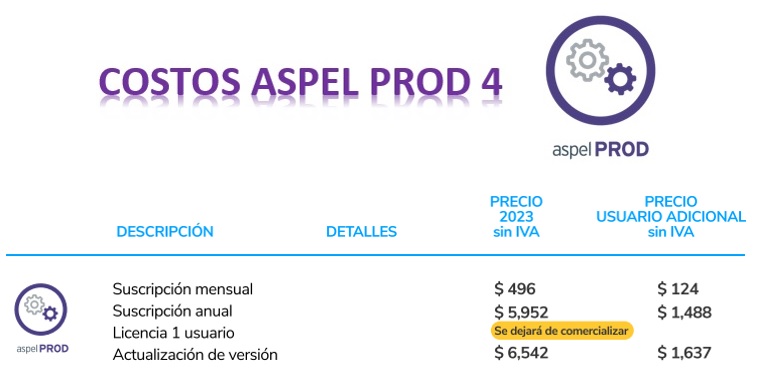 COSTOS ASPEL PROD 4
aspel PROD
PRECIO 2023 sin IVA
PRECIO USUARIO ADICIONAL sin IVA
DESCRIPCIÓN DETALLES
Suscripción mensual $ 496 $ 124
Suscripción anual $ 5,952 $ 1,488
Licencia 1 usuario Se dejará de comercializar
Actualización de versión $ 6,542 $ 1,637
aspel PROD